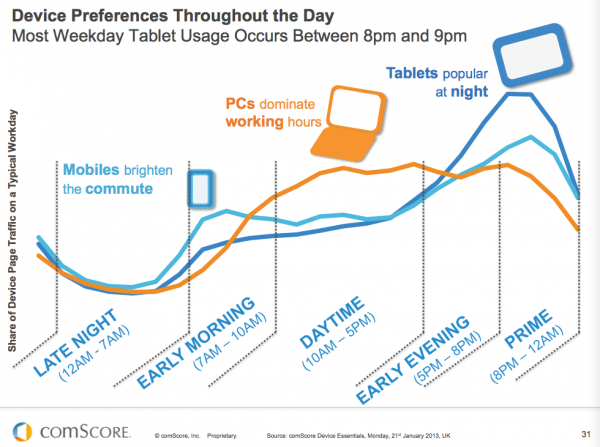 Device Preferences Throughout the Day
Most Weekday Tablet Usage Occurs Between 8pm and 9pm
Tablets popular
at night
PCs dominate
working hours
Mobiles brighten
the commute
Share of Device Page Traffic on a Typical Workday
LATE NIGHT
(12AM - 7AM)
EARLY MORNING
(7AM – 10AM)
DAYTIME
(10AM – 5PM)
EARLY EVENING
(5PM – 8PM)
PRIME
(8PM – 12AM)
comScore.
© comScore, Inc. Proprietary.
Source: comScore Device Essentials, Monday, 21st January 2013, UK
31